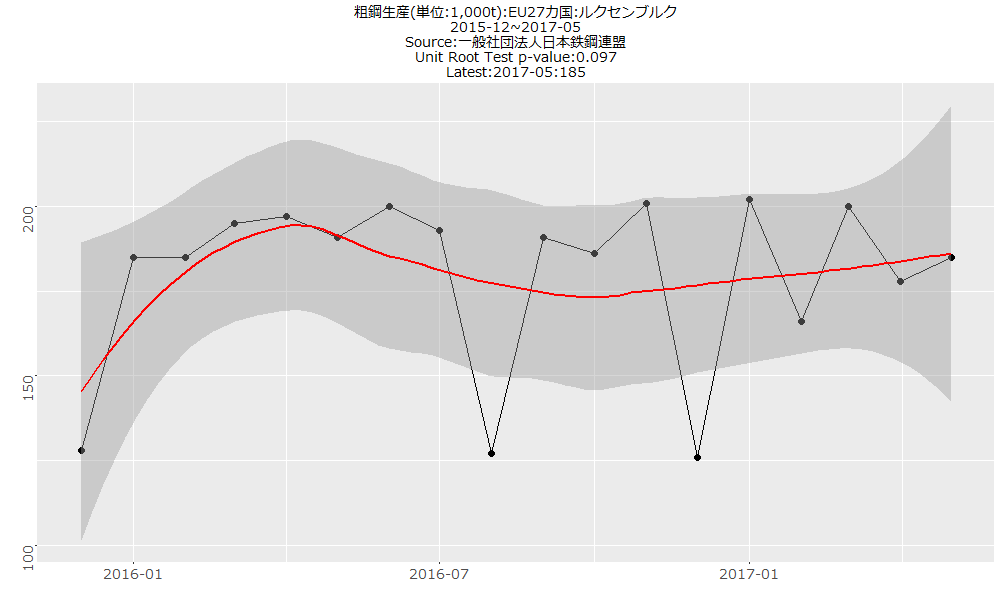 粗鋼生産(単位:1,000t):EU27カ国:ルクセンブルク
2015-12~2017-05
Source:一般社団法人日本鉄鋼連盟
Unit Root Test p-value:0.097
Latest:2017-05:185
200
150
100
2016-01
2016-07
2017-01